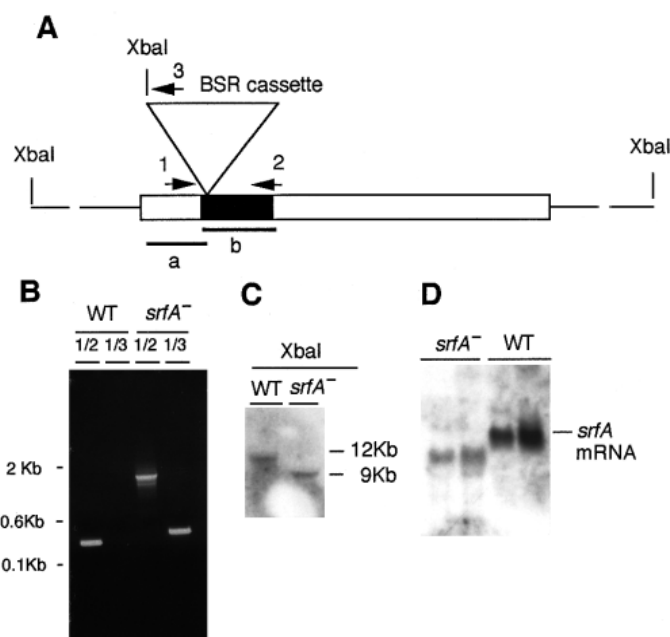 A
XbaI
3
BSR cassette
XbaI
1
2
XbaI
a
b
B
WT srfA–
1/2 1/3 1/2 1/3
2 Kb
0.6Kb
0.1Kb
C
XbaI
WT srfA–
12Kb
9Kb
D
srfA– WT
srfA
mRNA